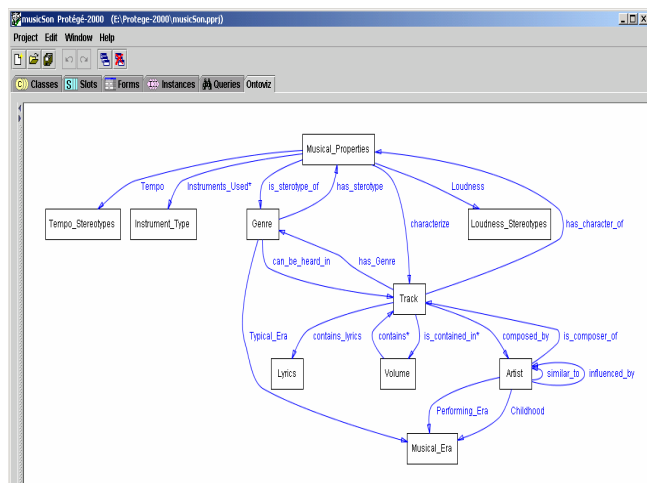 musicSon Protégé-2000 (E:\Protege-2000\musicSon.pprj)
Project Edit Window Help
Classes Slots Forms Instances Queries Ontoviz
Musical_Properties
Tempo Instruments_Used* is_sterotype_of has_sterotype Loudness
Tempo_Stereotypes Instrument_Type Genre characterize Loudness_Stereotypes has_character_of
can_be_heard_in has_Genre
Track
Typical_Era contains_lyrics contains* is_contained_in* composed_by is_composer_of
Lyrics Volume Artist similar_to influenced_by
Performing_Era Childhood
Musical_Era